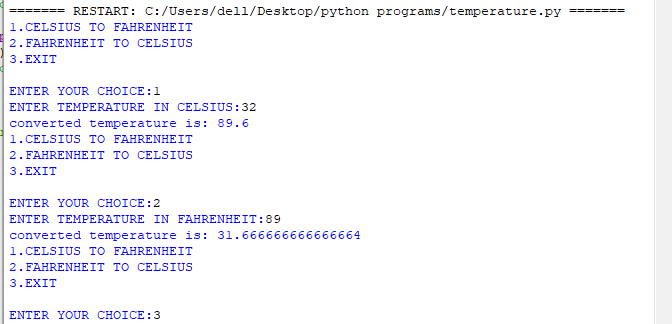 ======= RESTART: C:/Users/dell/Desktop/python programs/temperature.py =======
1.CELSIUS TO FAHRENHEIT
2.FAHRENHEIT TO CELSIUS
3.EXIT
ENTER YOUR CHOICE:1
ENTER TEMPERATURE IN CELSIUS:32
converted temperature is: 89.6
1.CELSIUS TO FAHRENHEIT
2.FAHRENHEIT TO CELSIUS
3.EXIT
ENTER YOUR CHOICE:2
ENTER TEMPERATURE IN FAHRENHEIT:89
converted temperature is: 31.666666666666664
1.CELSIUS TO FAHRENHEIT
2.FAHRENHEIT TO CELSIUS
3.EXIT
ENTER YOUR CHOICE:3